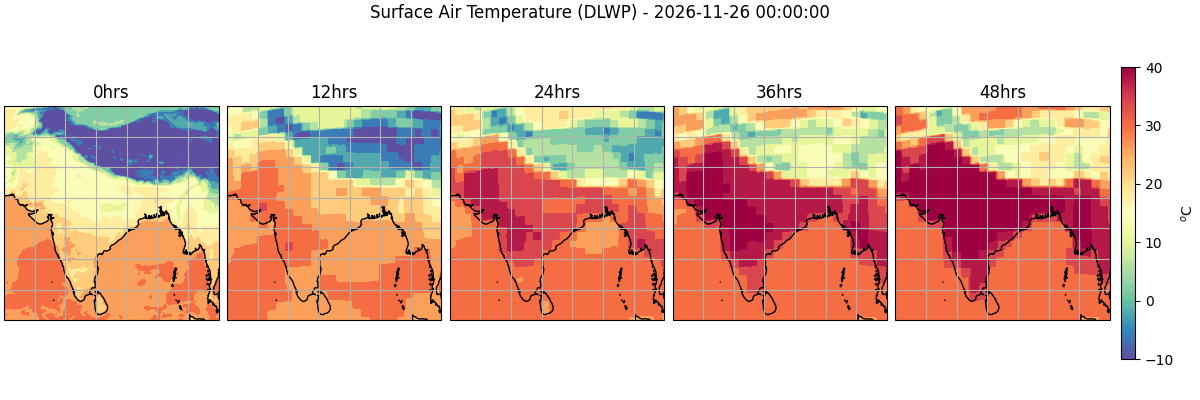 Surface Air Temperature (DLWP) - 2026-11-26 00:00:00
0hrs
12hrs
24hrs
36hrs
48hrs
40
30
20
10
0
−10
°C